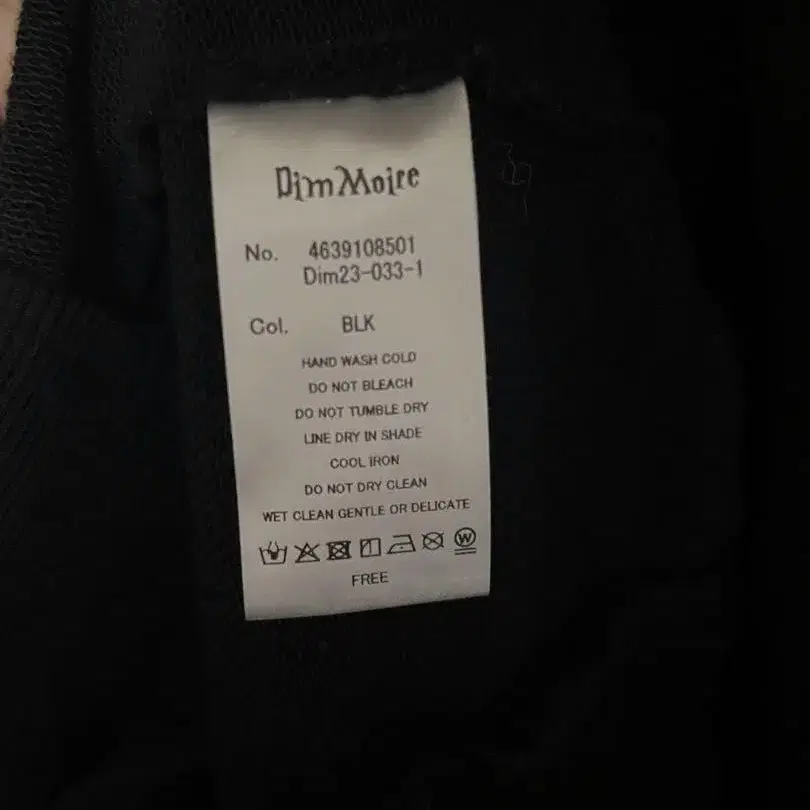 Dim Moire
No. 4639108501
Dim23-033-1
Col. BLK
HAND WASH COLD
DO NOT BLEACH
DO NOT TUMBLE DRY
LINE DRY IN SHADE
COOL IRON
DO NOT DRY CLEAN
WET CLEAN GENTLE OR DELICATE
W
FREE